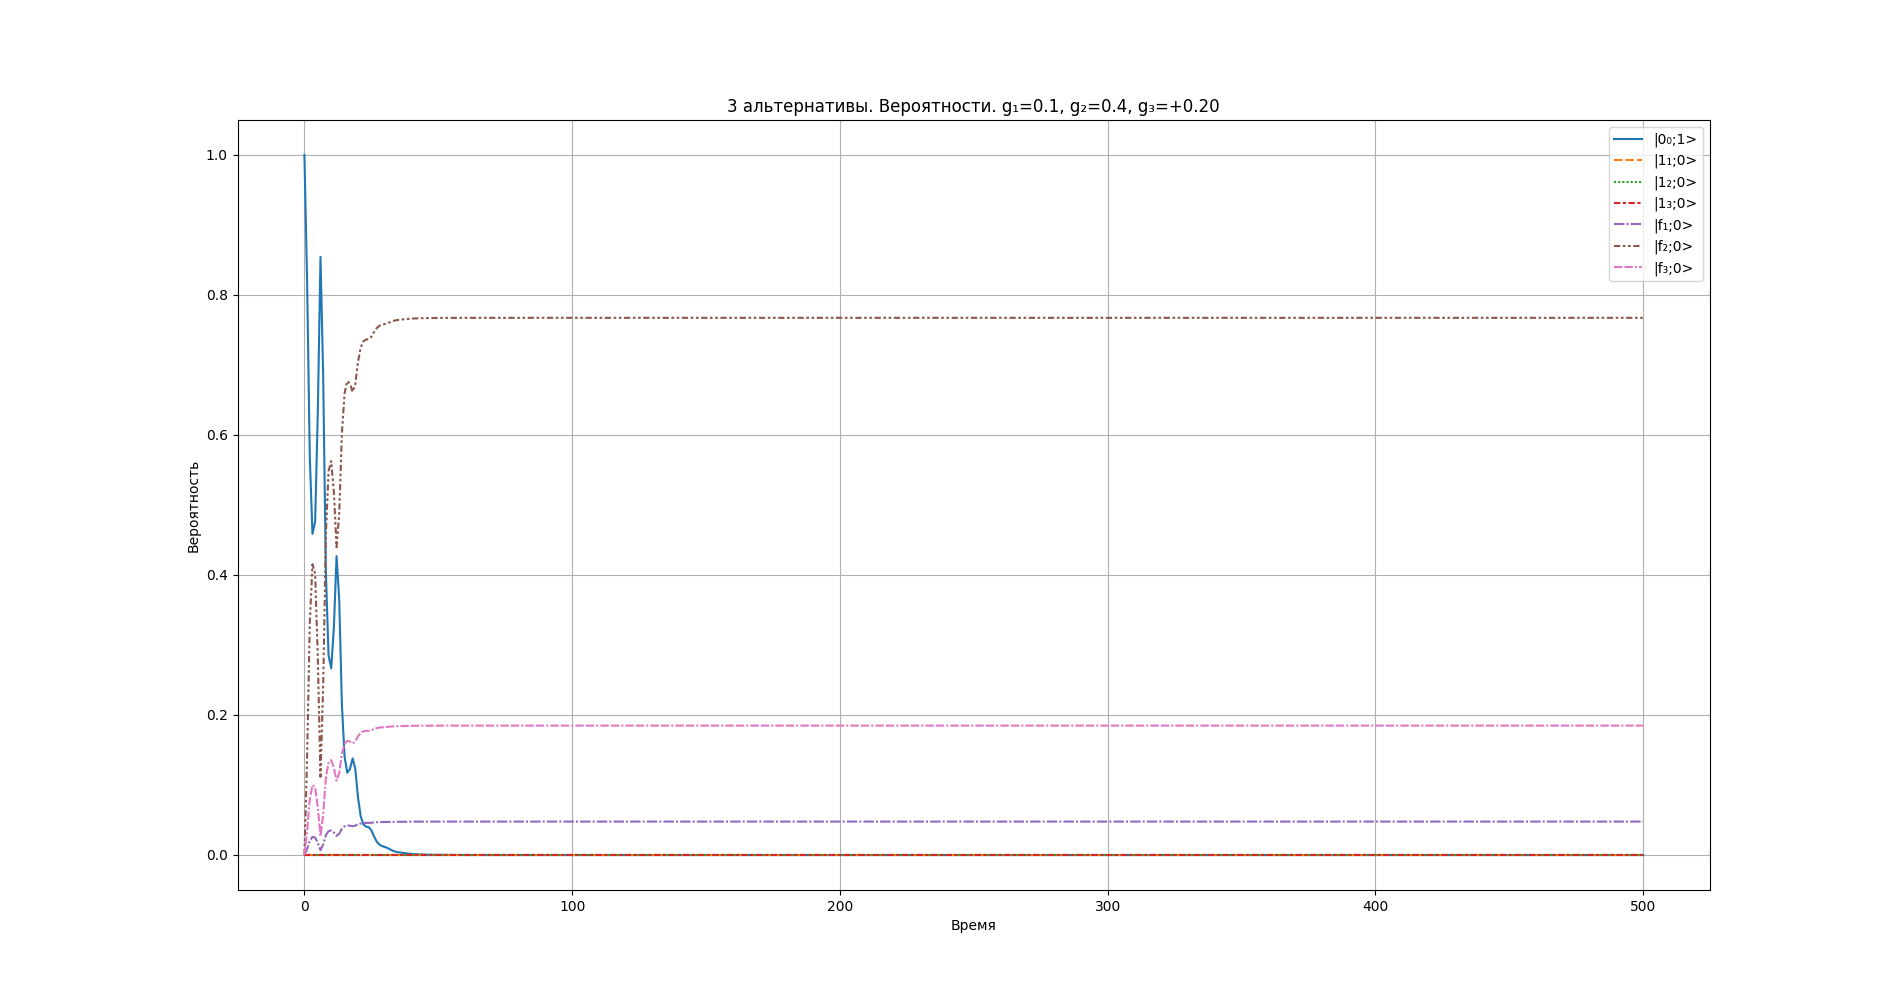 3 альтернативы. Вероятности. g₁=0.1, g₂=0.4, g₃=+0.20
|0₀;1>
|1₁;0>
|1₂;0>
|1₃;0>
|f₁;0>
|f₂;0>
|f₃;0>
Вероятность
1.0
0.8
0.6
0.4
0.2
0.0
0 100 200 300 400 500
Время